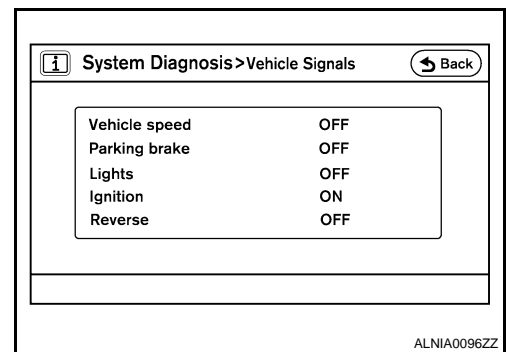 i System Diagnosis>Vehicle Signals Back
Vehicle speed OFF
Parking brake OFF
Lights OFF
Ignition ON
Reverse OFF
ALNIA0096ZZ